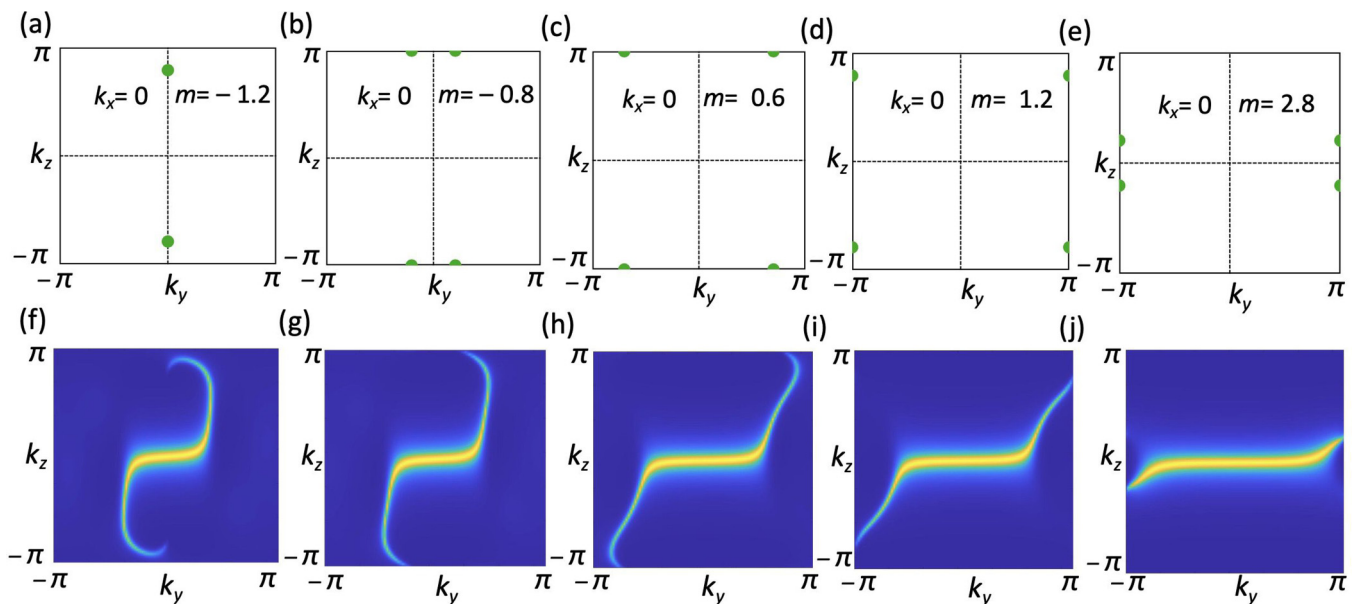 (a) (b) (c) (d) (e)
π π π π π
kx= 0 m= − 1.2 kx= 0 m= − 0.8 kx= 0 m= 0.6 kx= 0 m= 1.2 kx= 0 m= 2.8
kz kz kz kz kz
−π −π −π −π −π
−π ky π −π ky π −π ky π −π ky π −π ky π
(f) (g) (h) (i) (j)
π π π π π
kz kz kz kz kz
−π −π −π −π −π
−π ky π −π ky π −π ky π −π ky π −π ky π